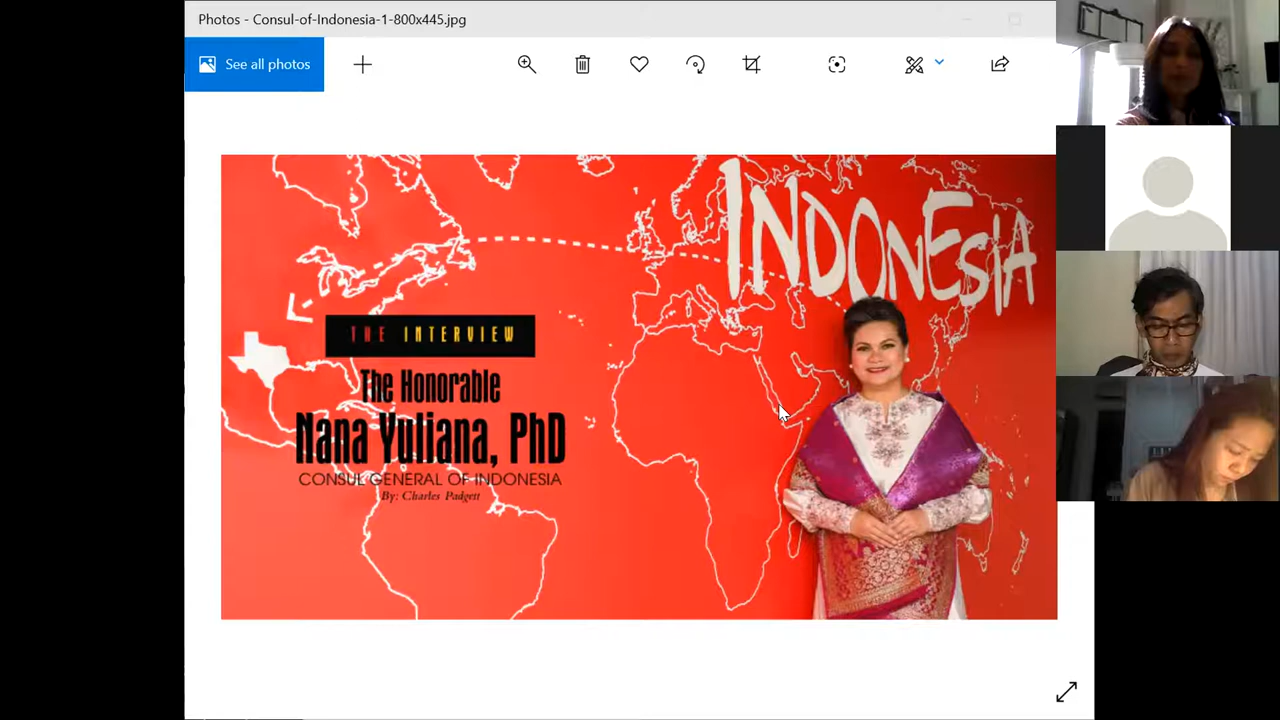 Photos - Consul-of-Indonesia-1-800x445.jpg
See all photos
INDONESIA
THE INTERVIEW
The Honorable
Nana Yuliana, PhD
CONSUL GENERAL OF INDONESIA
By: Charles Padgett